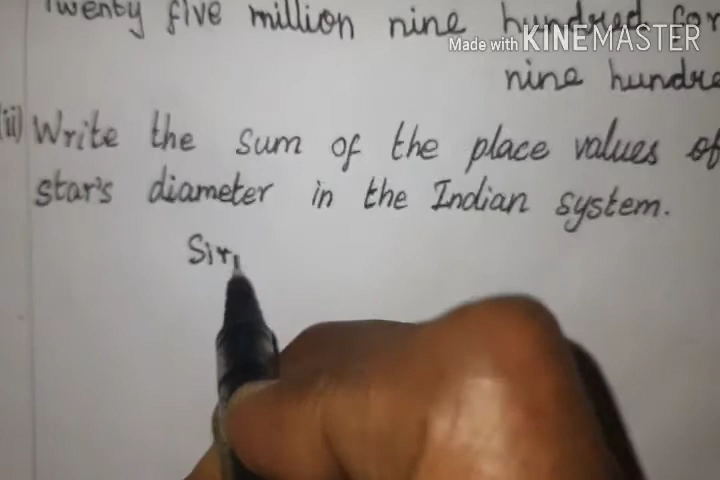 Twenty five million nine hundred
Made with KINEMASTER
nine
(ii) Write the sum of the place values of
star's diameter in the Indian system.